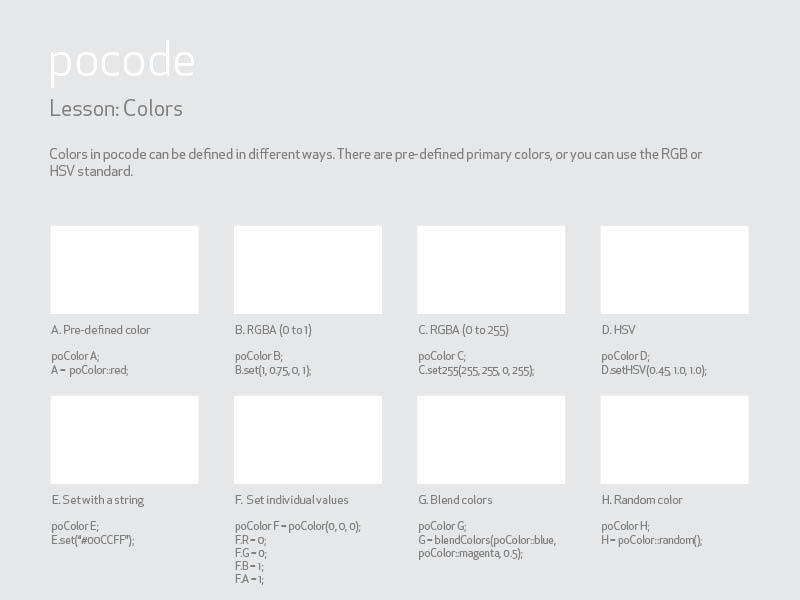 pocode
Lesson: Colors
Colors in pocode can be defined in different ways. There are pre-defined primary colors, or you can use the RGB or
HSV standard.
A. Pre-defined color
poColor A;
A = poColor::red;
B. RGBA (0 to 1)
poColor B;
B.set(1, 0.75, 0, 1);
C. RGBA (0 to 255)
poColor C;
C.set255(255, 255, 0, 255);
D. HSV
poColor D;
D.setHSV(0.45, 1.0, 1.0);
E. Set with a string
poColor E;
E.set("#00CCFF");
F. Set individual values
poColor F = poColor(0, 0, 0);
F.R = 0;
F.G = 0;
F.B = 1;
F.A = 1;
G. Blend colors
poColor G;
G = blendColors(poColor::blue,
poColor::magenta, 0.5);
H. Random color
poColor H;
H = poColor::random();